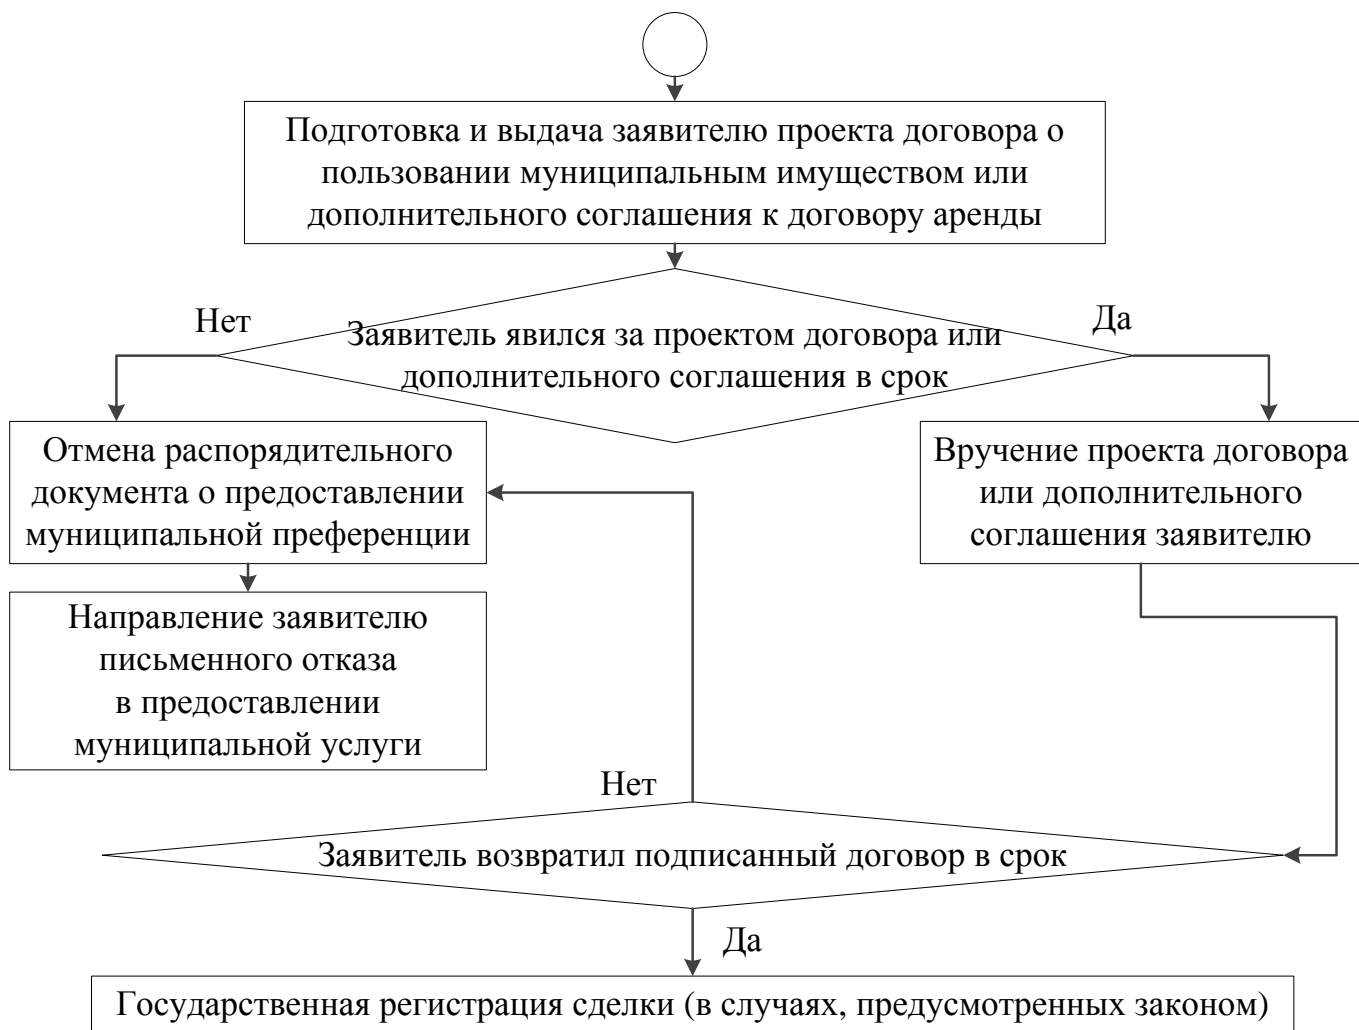 Подготовка и выдача заявителю проекта договора о
пользовании муниципальным имуществом или
дополнительного соглашения к договору аренды
Нет
Да
Заявитель явился за проектом договора или
дополнительного соглашения в срок
Отмена распорядительного
документа о предоставлении
муниципальной преференции
Вручение проекта договора
или дополнительного
соглашения заявителю
Направление заявителю
письменного отказа
в предоставлении
муниципальной услуги
Нет
Заявитель возвратил подписанный договор в срок
Да
Государственная регистрация сделки (в случаях, предусмотренных законом)